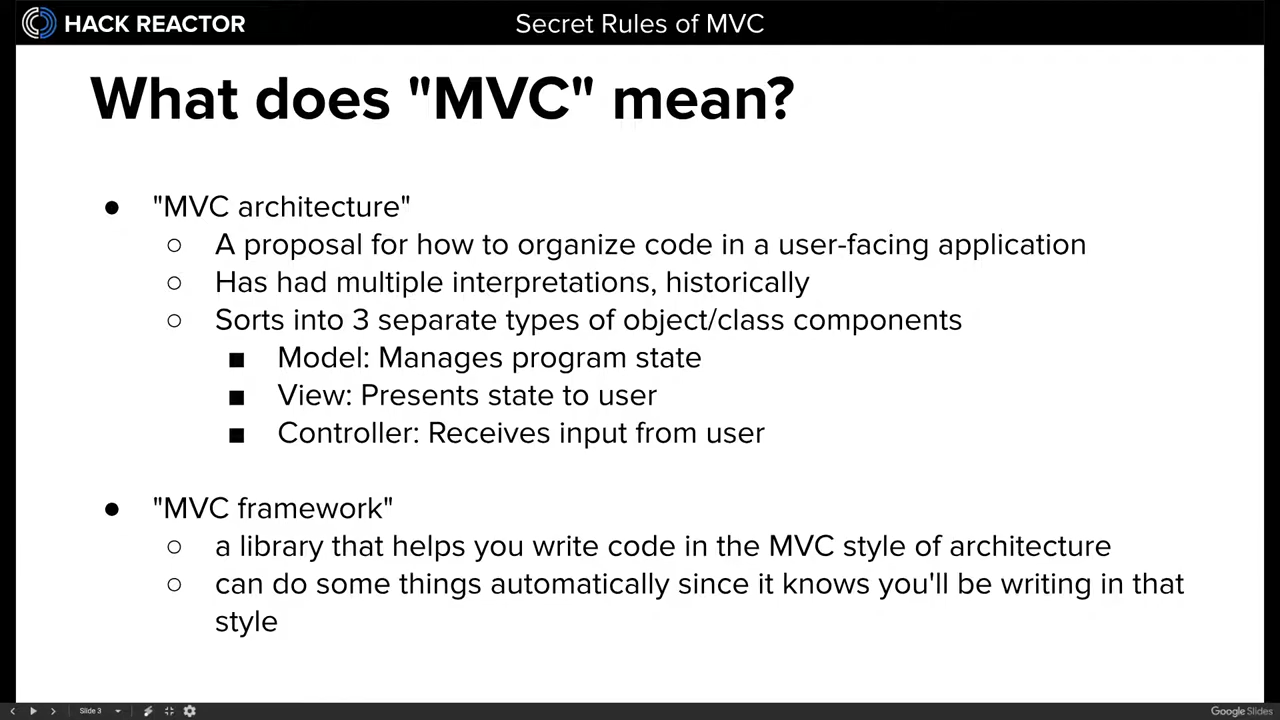 HACK REACTOR
Secret Rules of MVC
What does "MVC" mean?
● "MVC architecture"
○ A proposal for how to organize code in a user-facing application
○ Has had multiple interpretations, historically
○ Sorts into 3 separate types of object/class components
■ Model: Manages program state
■ View: Presents state to user
■ Controller: Receives input from user
● "MVC framework"
○ a library that helps you write code in the MVC style of architecture
○ can do some things automatically since it knows you'll be writing in that
style
Slide 3
Google Slides